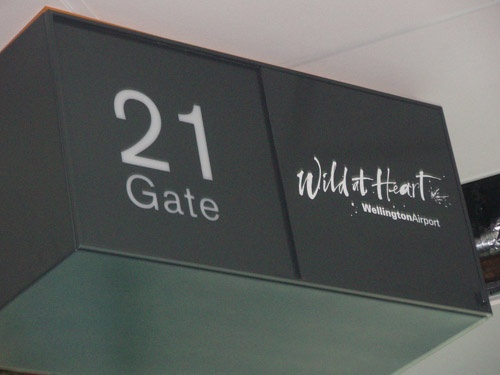 21
Gate
Wild at Heart
WellingtonAirport